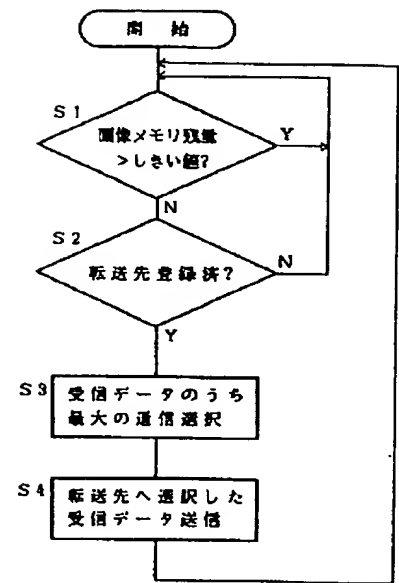 開 始
S1
画像メモリ残量
>しきい値?
Y
N
S2
転送先登録済?
N
Y
S3
受信データのうち
最大の通信選択
S4
転送先へ選択した
受信データ送信